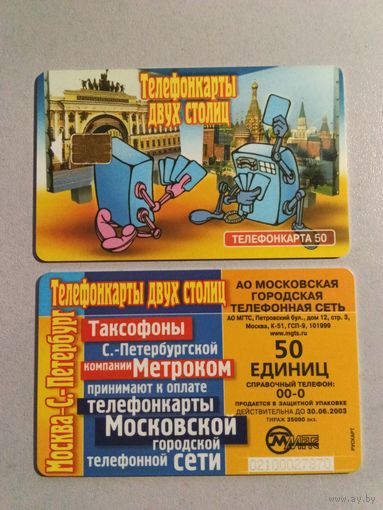 Телефонкарты
двух столиц
ТЕЛЕФОНКАРТА 50
Москва-С.-Петербург
Телефонкарты двух столиц
Таксофоны
С.-Петербургской
компании Метроком
принимают к оплате
телефонкарты
Московской
городской
телефонной сети
АО МОСКОВСКАЯ
ГОРОДСКАЯ
ТЕЛЕФОННАЯ СЕТЬ
АО МГТС, Петровский бул., дом 12, стр. 3,
Москва, К-51, ГСП-9, 101999
www.mgts.ru
50
ЕДИНИЦ
СПРАВОЧНЫЙ ТЕЛЕФОН:
00-0
ПРОДАЕТСЯ В ЗАЩИТНОЙ УПАКОВКЕ
ДЕЙСТВИТЕЛЬНА ДО 30.06.2003
ТИРАЖ 35000 экз.
МГТС
РУСКАРТ
www.ay.by